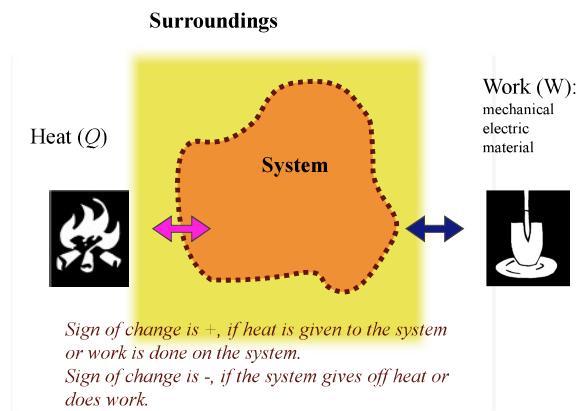 Surroundings
Work (W):
mechanical
electric
material
Heat (Q)
System
Sign of change is +, if heat is given to the system
or work is done on the system.
Sign of change is -, if the system gives off heat or
does work.